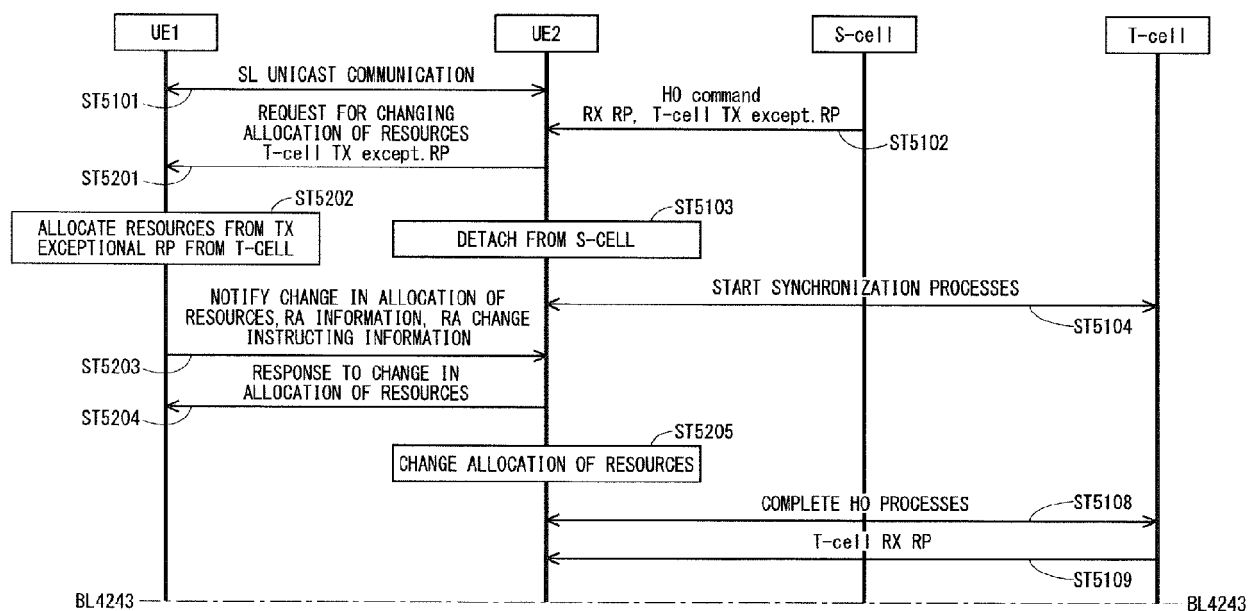 UE1
UE2
S-cell
T-cell
SL UNICAST COMMUNICATION
ST5101
HO command
RX RP, T-cell TX except.RP
ST5102
REQUEST FOR CHANGING
ALLOCATION OF RESOURCES
T-cell TX except.RP
ST5201
ST5202
ALLOCATE RESOURCES FROM TX
EXCEPTIONAL RP FROM T-CELL
ST5103
DETACH FROM S-CELL
START SYNCHRONIZATION PROCESSES
ST5104
NOTIFY CHANGE IN ALLOCATION OF
RESOURCES, RA INFORMATION, RA CHANGE
INSTRUCTING INFORMATION
ST5203
RESPONSE TO CHANGE IN
ALLOCATION OF RESOURCES
ST5204
ST5205
CHANGE ALLOCATION OF RESOURCES
COMPLETE HO PROCESSES
ST5108
T-cell RX RP
ST5109
BL4243
BL4243